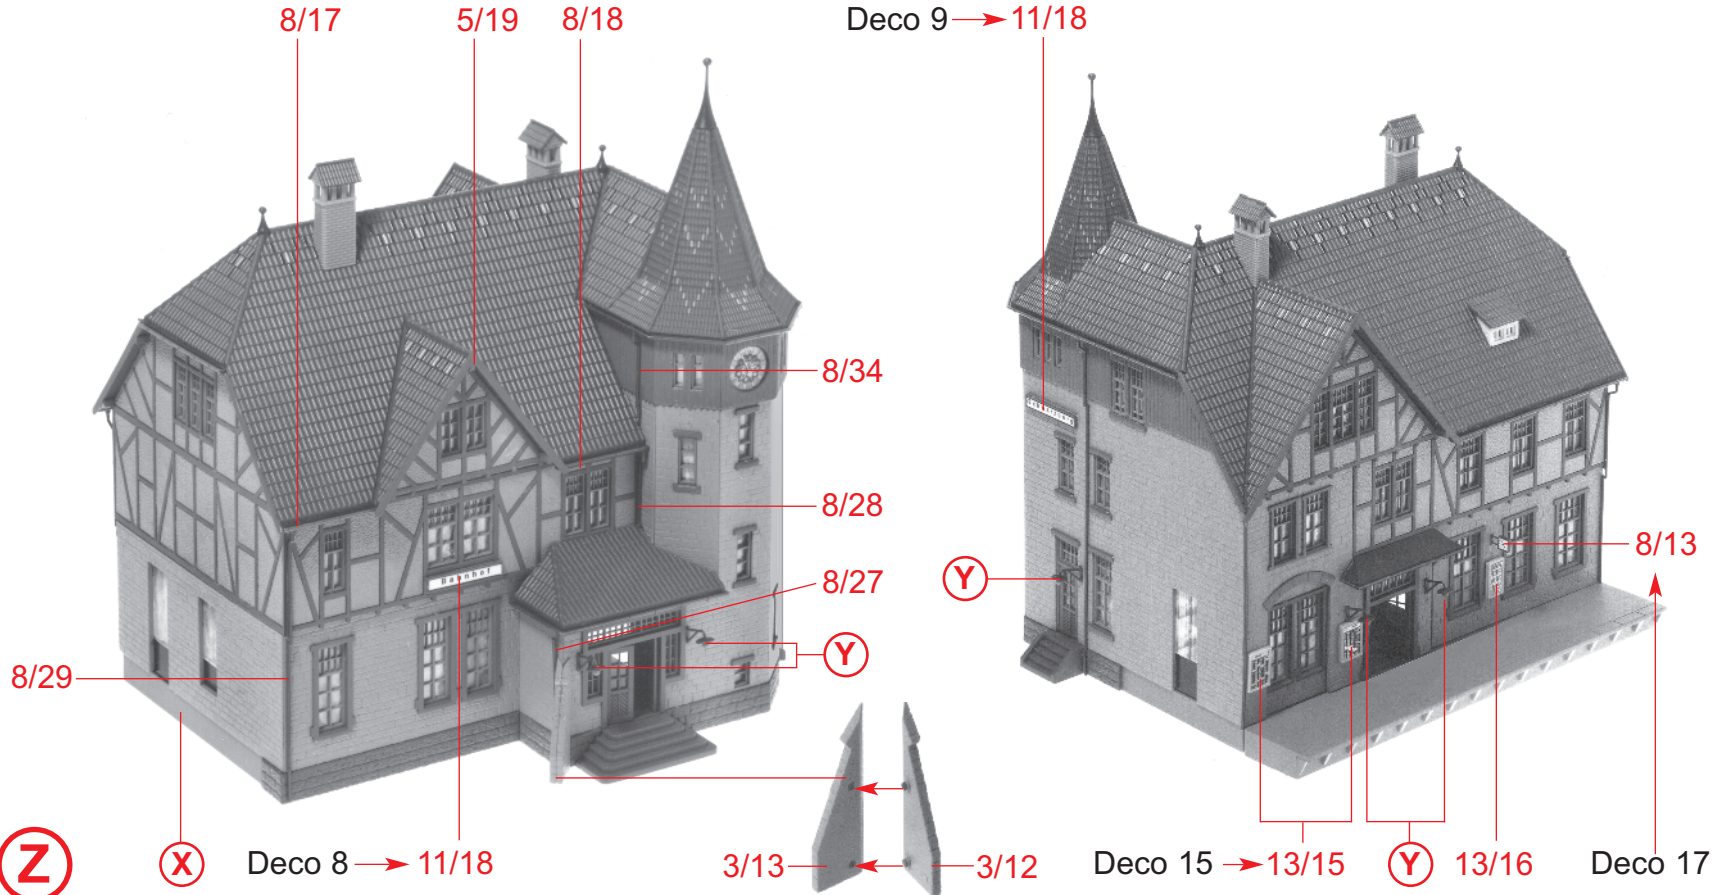 8/17 5/19 8/18 Deco 9 11/18
8/34
8/28
8/27
Y
8/29
Bahnhof
Y
8/13
Z
X
Deco 8 11/18
3/13 3/12
Deco 15 13/15
Y
13/16
Deco 17